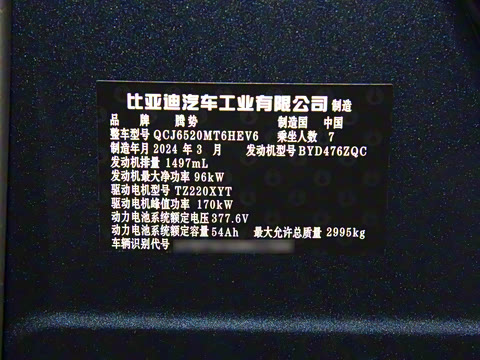 比亚迪汽车工业有限公司 制造
品 牌 腾势 制造国 中国
整车型号 QCJ6520MT6HEV6 乘坐人数 7
制造年月 2024 年 3 月 发动机型号 BYD476ZQC
发动机排量 1497mL
发动机最大净功率 96kW
驱动电机型号 TZ220XYT
驱动电机峰值功率 170kW
动力电池系统额定电压 377.6V
动力电池系统额定容量 54Ah 最大允许总质量 2995kg
车辆识别代号